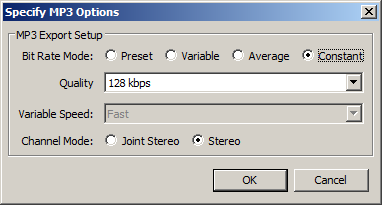 Specify MP3 Options
MP3 Export Setup
Bit Rate Mode: Preset Variable Average Constant
Quality 128 kbps
Variable Speed: Fast
Channel Mode: Joint Stereo Stereo
OK Cancel